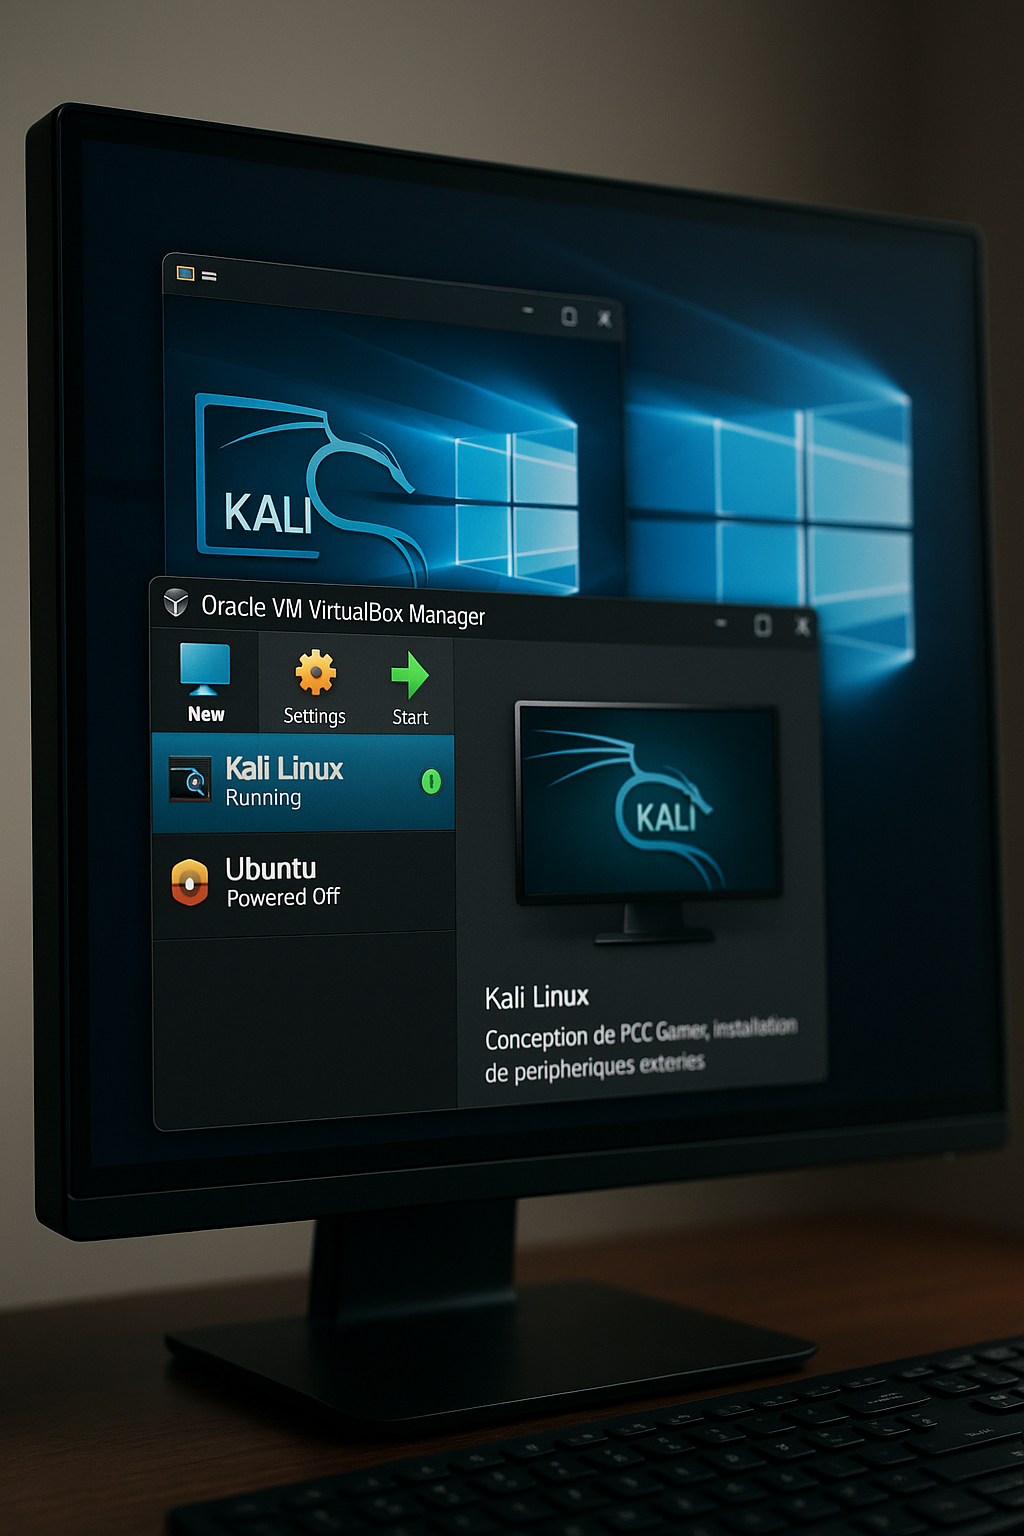 KALI
Oracle VM VirtualBox Manager
New
Settings
Start
Kali Linux
Running
Ubuntu
Powered Off
KALI
Kali Linux
Conception de PCC Gamer, installation
de peripheriques exteries